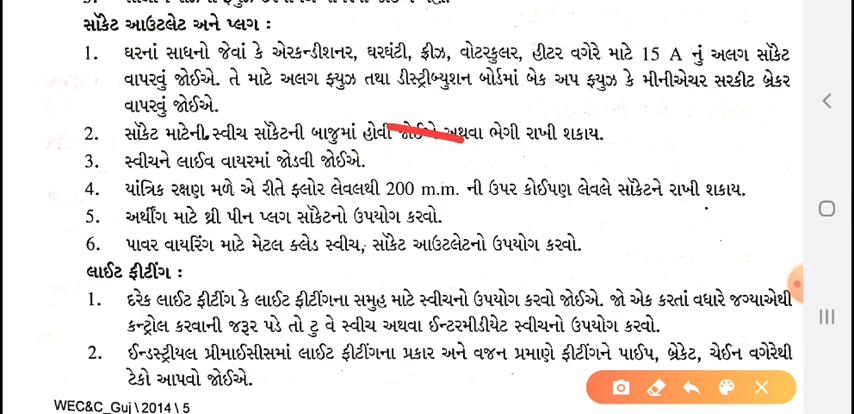 સૉકેટ આઉટલેટ અને પ્લગ :
1. ઘરનાં સાધનો જેવાં કે એરકન્ડીશનર, ઘરઘંટી, ફ્રીઝ, વોટરકુલર, હીટર વગેરે માટે 15 A નું અલગ સૉકેટ
વાપરવું જોઈએ. તે માટે અલગ ફ્યુઝ તથા ડીસ્ટ્રીબ્યુશન બોર્ડમાં બેક અપ ફ્યુઝ કે મીનીએચર સરકીટ બ્રેકર
વાપરવું જોઈએ.
2. સૉકેટ માટેની સ્વીચ સૉકેટની બાજુમાં હોવી જોઈએ અથવા ભેગી રાખી શકાય.
3. સ્વીચને લાઈવ વાયરમાં જોડવી જોઈએ.
4. યાંત્રિક રક્ષણ મળે એ રીતે ફ્લોર લેવલથી 200 m.m. ની ઉપર કોઈપણ લેવલે સૉકેટને રાખી શકાય.
5. અર્થીંગ માટે થ્રી પીન પ્લગ સૉકેટનો ઉપયોગ કરવો.
6. પાવર વાયરિંગ માટે મેટલ ક્લેડ સ્વીચ, સૉકેટ આઉટલેટનો ઉપયોગ કરવો.
લાઈટ ફીટીંગ :
1. દરેક લાઈટ ફીટીંગ કે લાઈટ ફીટીંગના સમુહ માટે સ્વીચનો ઉપયોગ કરવો જોઈએ. જો એક કરતાં વધારે જગ્યાએથી
કન્ટ્રોલ કરવાની જરૂર પડે તો ટુ વે સ્વીચ અથવા ઈન્ટરમીડીયેટ સ્વીચનો ઉપયોગ કરવો.
2. ઈન્ડસ્ટ્રીયલ પ્રીમાઈસીસમાં લાઈટ ફીટીંગના પ્રકાર અને વજન પ્રમાણે ફીટીંગને પાઈપ, બ્રેકેટ, ચેઈન વગેરેથી
ટેકો આપવો જોઈએ.
WEC&C_Guj\2014\5